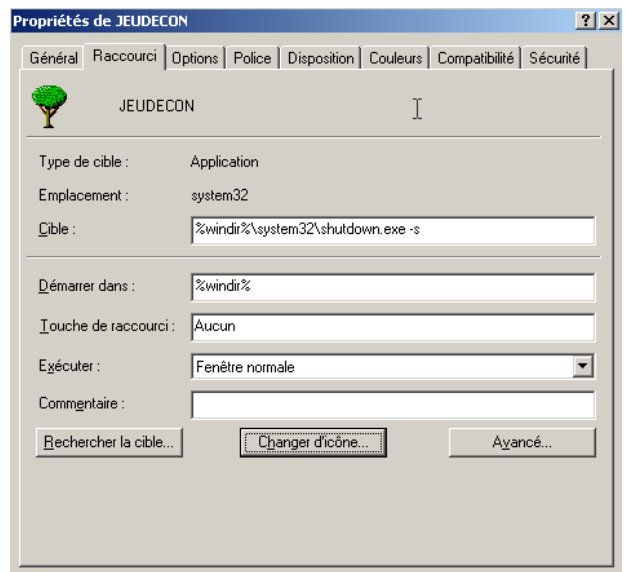 Propriétés de JEUDECON
Général Raccourci Options Police Disposition Couleurs Compatibilité Sécurité
JEUDECON
Type de cible : Application
Emplacement : system32
Cible : %windir%\system32\shutdown.exe -s
Démarrer dans : %windir%
Touche de raccourci : Aucun
Exécuter : Fenêtre normale
Commentaire :
Rechercher la cible... Changer d'icône... Avancé...